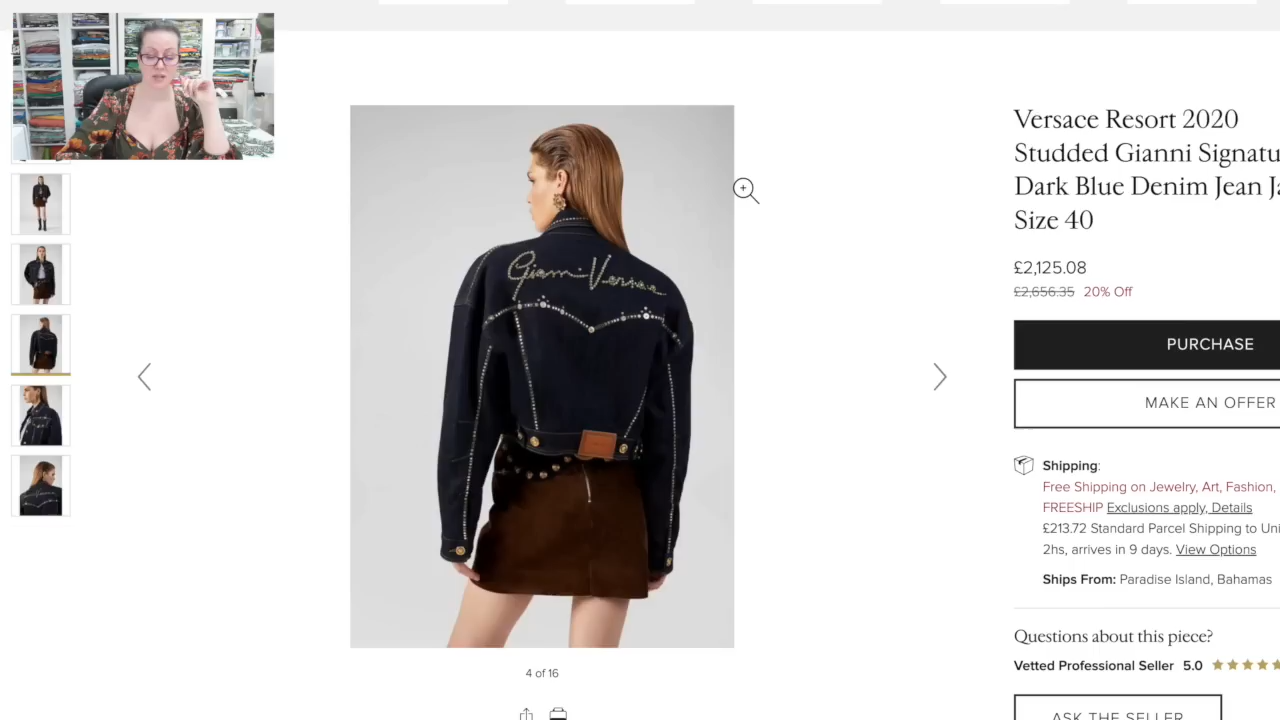 Gianni Versace
4 of 16
Versace Resort 2020
Studded Gianni Signatu
Dark Blue Denim Jean Ja
Size 40
£2,125.08
£2,656.35 20% Off
PURCHASE
MAKE AN OFFER
Shipping:
Free Shipping on Jewelry, Art, Fashion,
FREESHIP Exclusions apply, Details
£213.72 Standard Parcel Shipping to Uni
2hs, arrives in 9 days. View Options
Ships From: Paradise Island, Bahamas
Questions about this piece?
Vetted Professional Seller 5.0
ASK THE SELLER